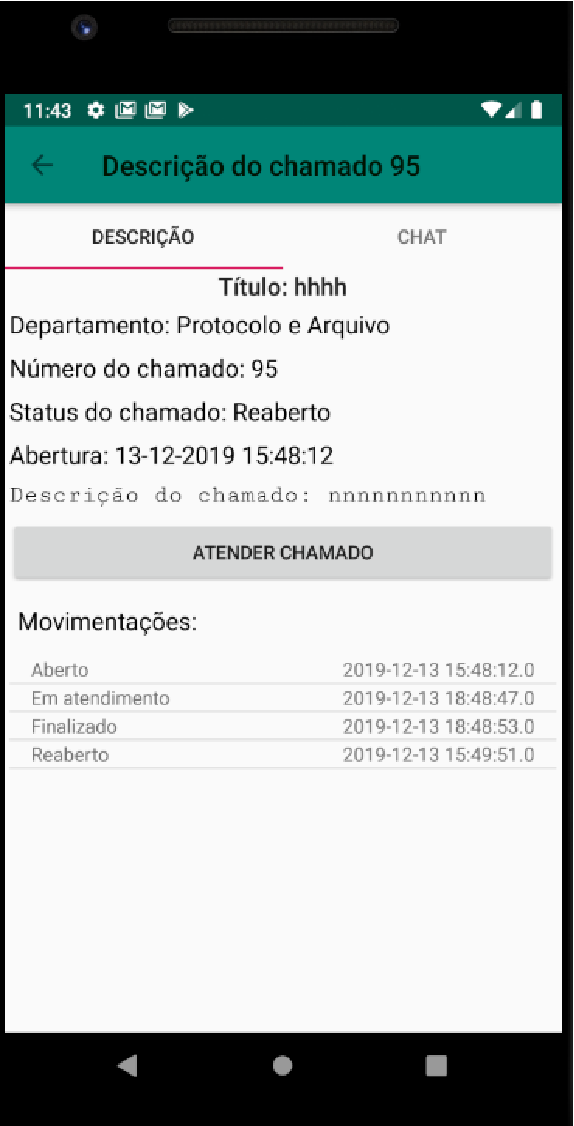 11:43
Descrição do chamado 95
DESCRIÇÃO CHAT
Título: hhhh
Departamento: Protocolo e Arquivo
Número do chamado: 95
Status do chamado: Reaberto
Abertura: 13-12-2019 15:48:12
Descrição do chamado: nnnnnnnnnnn
ATENDER CHAMADO
Movimentações:
Aberto 2019-12-13 15:48:12.0
Em atendimento 2019-12-13 18:48:47.0
Finalizado 2019-12-13 18:48:53.0
Reaberto 2019-12-13 15:49:51.0